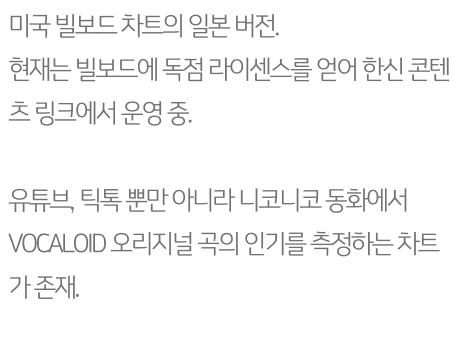 미국 빌보드 차트의 일본 버전.
현재는 빌보드에 독점 라이센스를 얻어 한신 콘텐
츠 링크에서 운영 중.
유튜브, 틱톡 뿐만 아니라 니코니코 동화에서
VOCALOID 오리지널 곡의 인기를 측정하는 차트
가 존재.